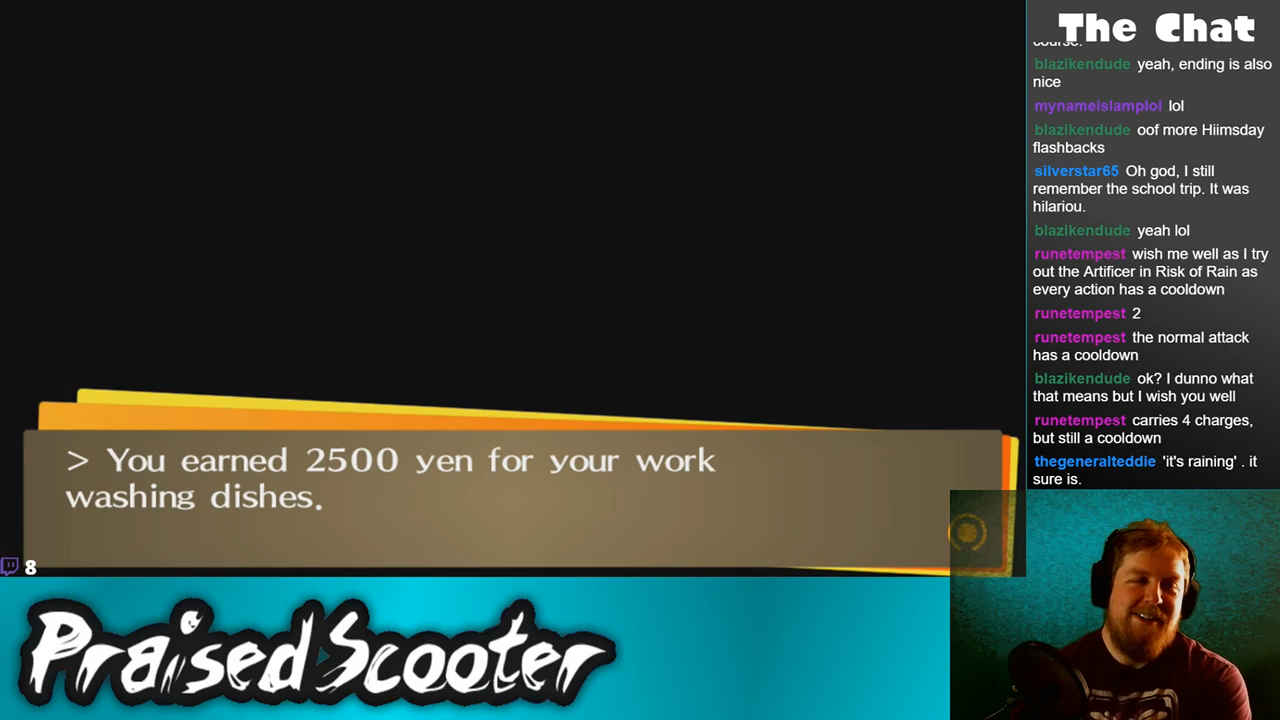 The Chat
course.
blazikendude yeah, ending is also
nice
mynameislamplol lol
blazikendude oof more Hiimsday
flashbacks
silverstar65 Oh god, I still
remember the school trip. It was
hilariou.
blazikendude yeah lol
runetempest wish me well as I try
out the Artificer in Risk of Rain as
every action has a cooldown
runetempest 2
runetempest the normal attack
has a cooldown
blazikendude ok? I dunno what
that means but I wish you well
runetempest carries 4 charges,
but still a cooldown
thegeneralteddie 'it's raining' . it
sure is.
> You earned 2500 yen for your work
washing dishes.
8
PraisedScooter